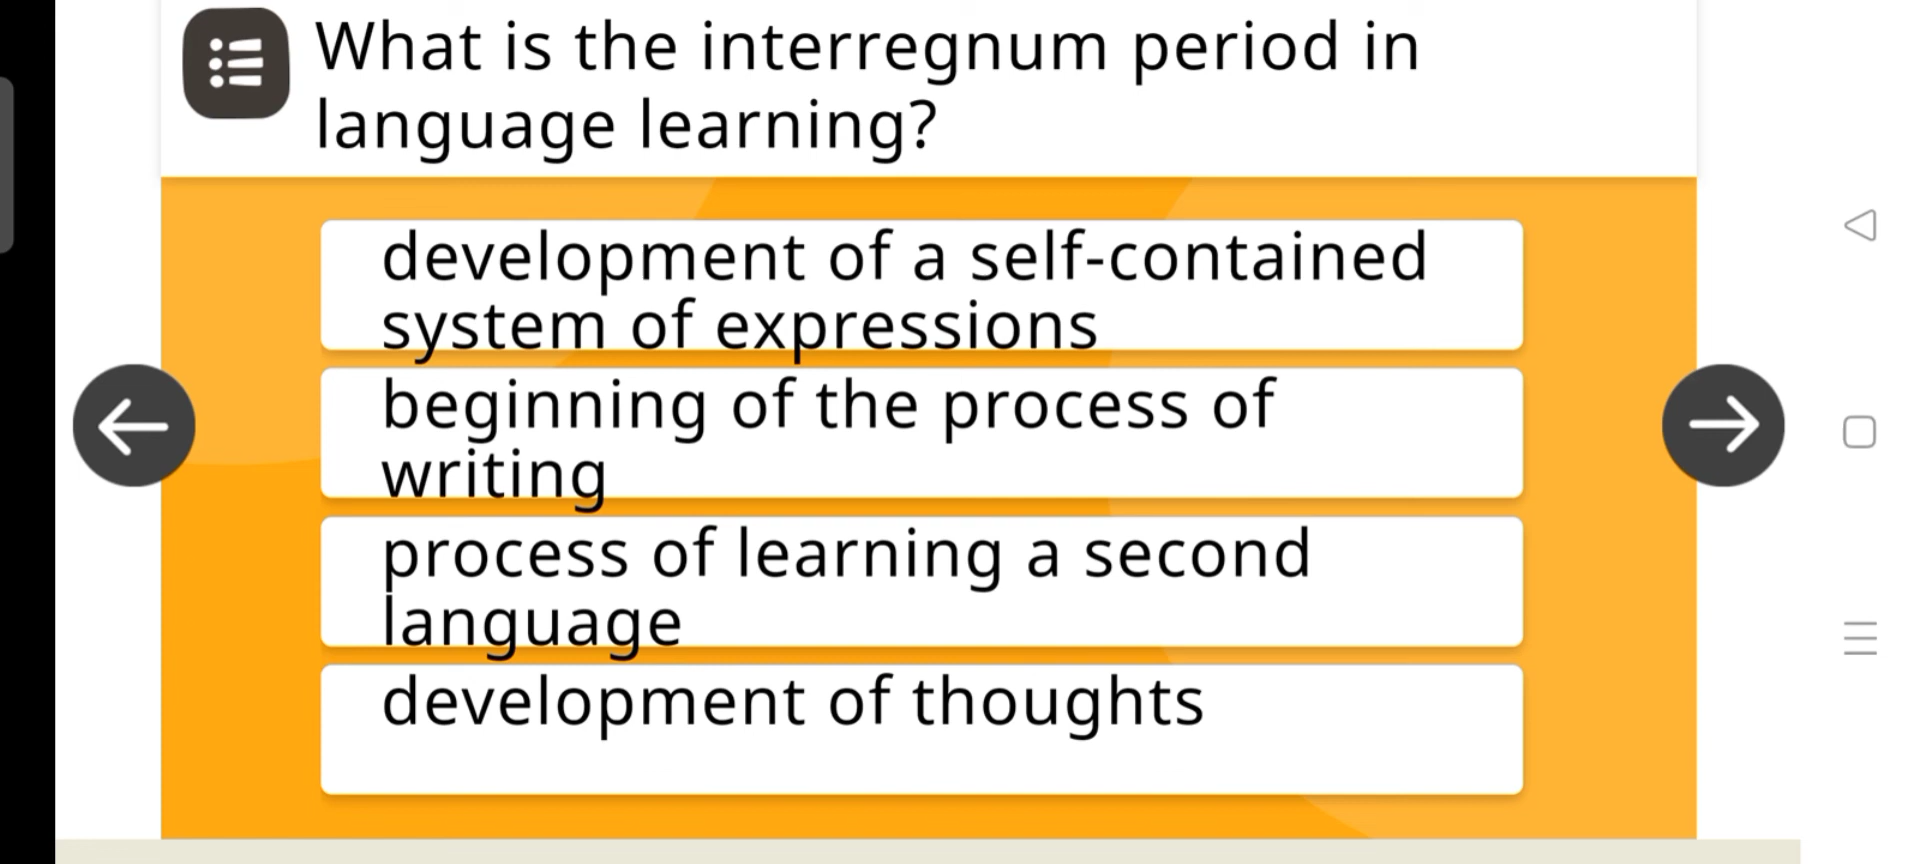 What is the interregnum period in
language learning?
development of a self-contained
system of expressions
beginning of the process of
writing
process of learning a second
language
development of thoughts